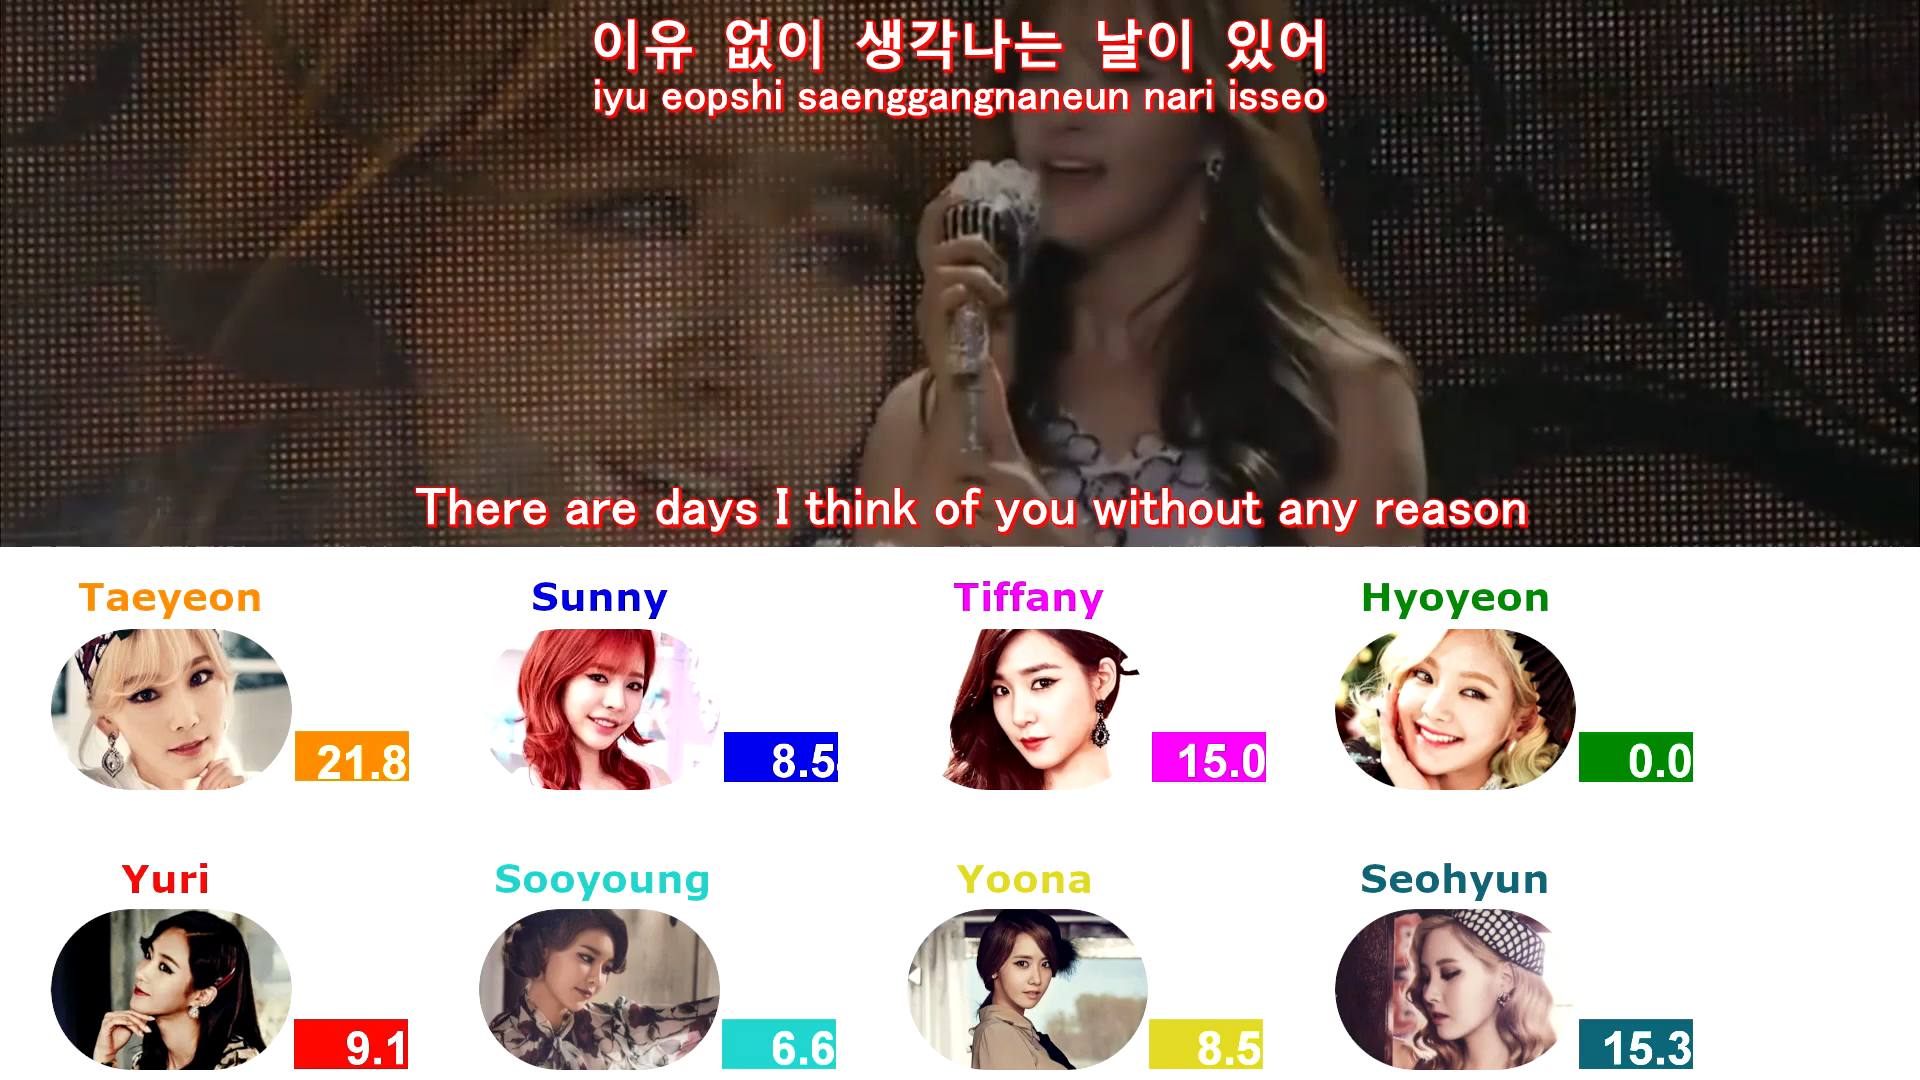 이유 없이 생각나는 날이 있어
iyu eopshi saenggangnaneun nari isseo
There are days I think of you without any reason
Taeyeon
Sunny
Tiffany
Hyoyeon
21.8
8.5
15.0
0.0
Yuri
Sooyoung
Yoona
Seohyun
9.1
6.6
8.5
15.3